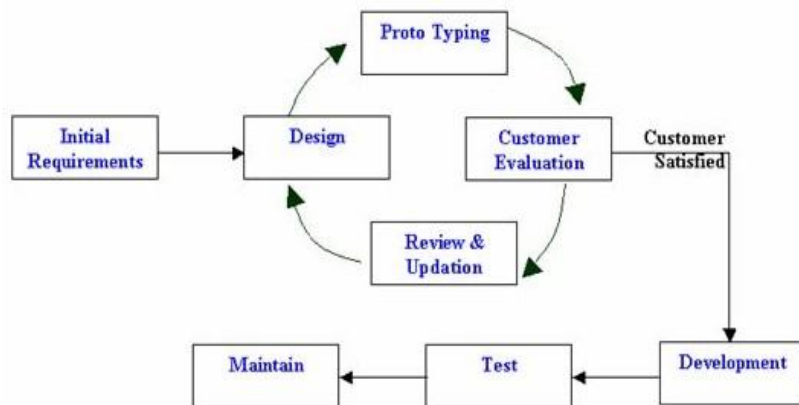 Proto Typing
Initial
Requirements
Design
Customer
Evaluation
Customer
Satisfied
Review &
Updation
Maintain
Test
Development